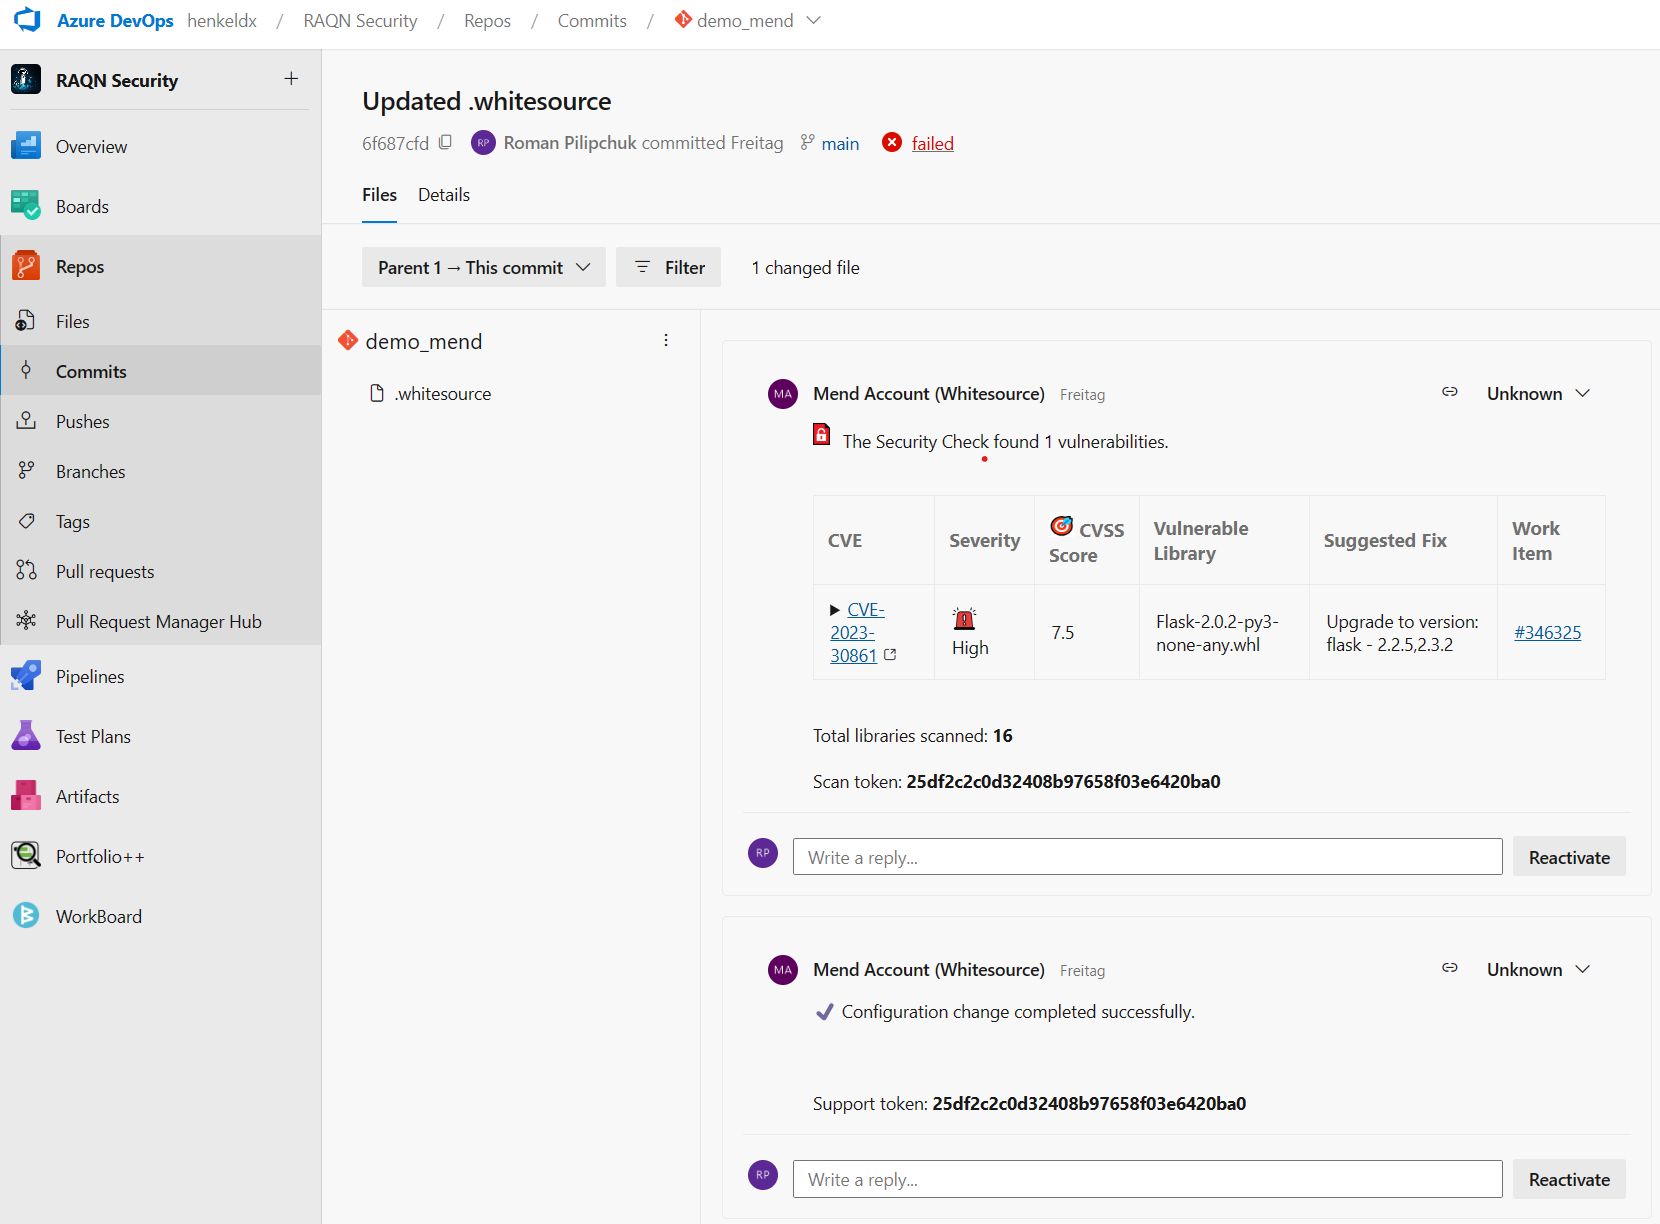 Azure DevOps henkeldx / RAQN Security / Repos / Commits / demo_mend
RAQN Security +
Overview
Boards
Repos
Files
Commits
Pushes
Branches
Tags
Pull requests
Pull Request Manager Hub
Pipelines
Test Plans
Artifacts
Portfolio++
WorkBoard
Updated .whitesource
6f687cfd RP Roman Pilipchuk committed Freitag main failed
Files Details
Parent 1 → This commit Filter 1 changed file
demo_mend
.whitesource
MA Mend Account (Whitesource) Freitag Unknown
The Security Check found 1 vulnerabilities.
CVE
Severity
CVSS
Score
Vulnerable
Library
Suggested Fix
Work
Item
CVE-
2023-
30861
High
7.5
Flask-2.0.2-py3-
none-any.whl
Upgrade to version:
flask - 2.2.5,2.3.2
#346325
Total libraries scanned: 16
Scan token: 25df2c2c0d32408b97658f03e6420ba0
RP Write a reply... Reactivate
MA Mend Account (Whitesource) Freitag Unknown
Configuration change completed successfully.
Support token: 25df2c2c0d32408b97658f03e6420ba0
RP Write a reply... Reactivate